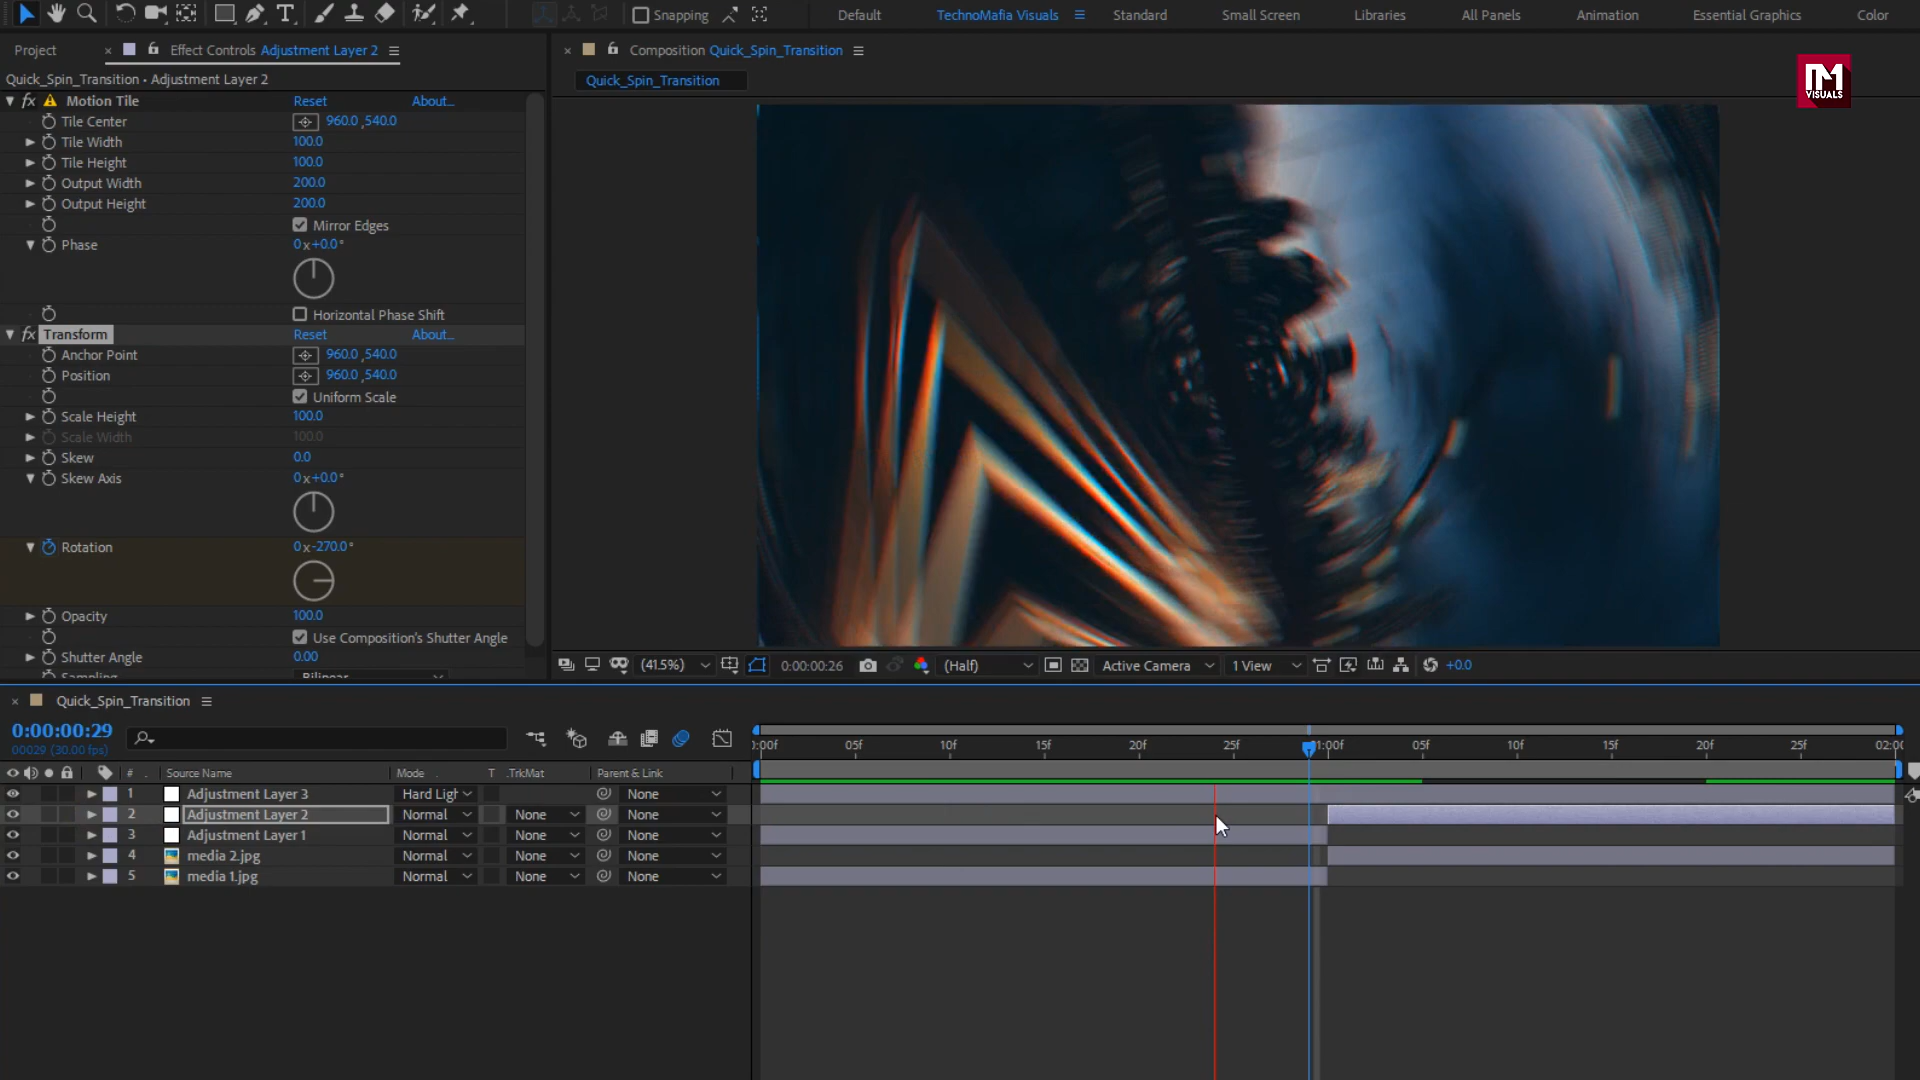 Snapping
Default
TechnoMafia Visuals
Standard
Small Screen
Libraries
All Panels
Animation
Essential Graphics
Color
Project
Effect Controls Adjustment Layer 2
Composition Quick_Spin_Transition
Quick_Spin_Transition • Adjustment Layer 2
Quick_Spin_Transition
VISUALS
fx Motion Tile Reset About...
Tile Center 960.0 ,540.0
Tile Width 100.0
Tile Height 100.0
Output Width 200.0
Output Height 200.0
Mirror Edges
Phase 0 x+0.0°
Horizontal Phase Shift
fx Transform Reset About...
Anchor Point 960.0 ,540.0
Position 960.0 ,540.0
Uniform Scale
Scale Height 100.0
Scale Width 100.0
Skew 0.0
Skew Axis 0 x+0.0°
Rotation 0 x-270.0°
Opacity 100.0
Use Composition's Shutter Angle
Shutter Angle 0.00
Sampling Bilinear
(41.5%) 0:00:00:26 (Half) Active Camera 1 View +0.0
Quick_Spin_Transition
0:00:00:29
00029 (30.00 fps)
):00f 05f 10f 15f 20f 25f 01:00f 05f 10f 15f 20f 25f 02:00
# Source Name Mode T .TrkMat Parent & Link
1 Adjustment Layer 3 Hard Ligh None
2 Adjustment Layer 2 Normal None None
3 Adjustment Layer 1 Normal None None
4 media 2.jpg Normal None None
5 media 1.jpg Normal None None